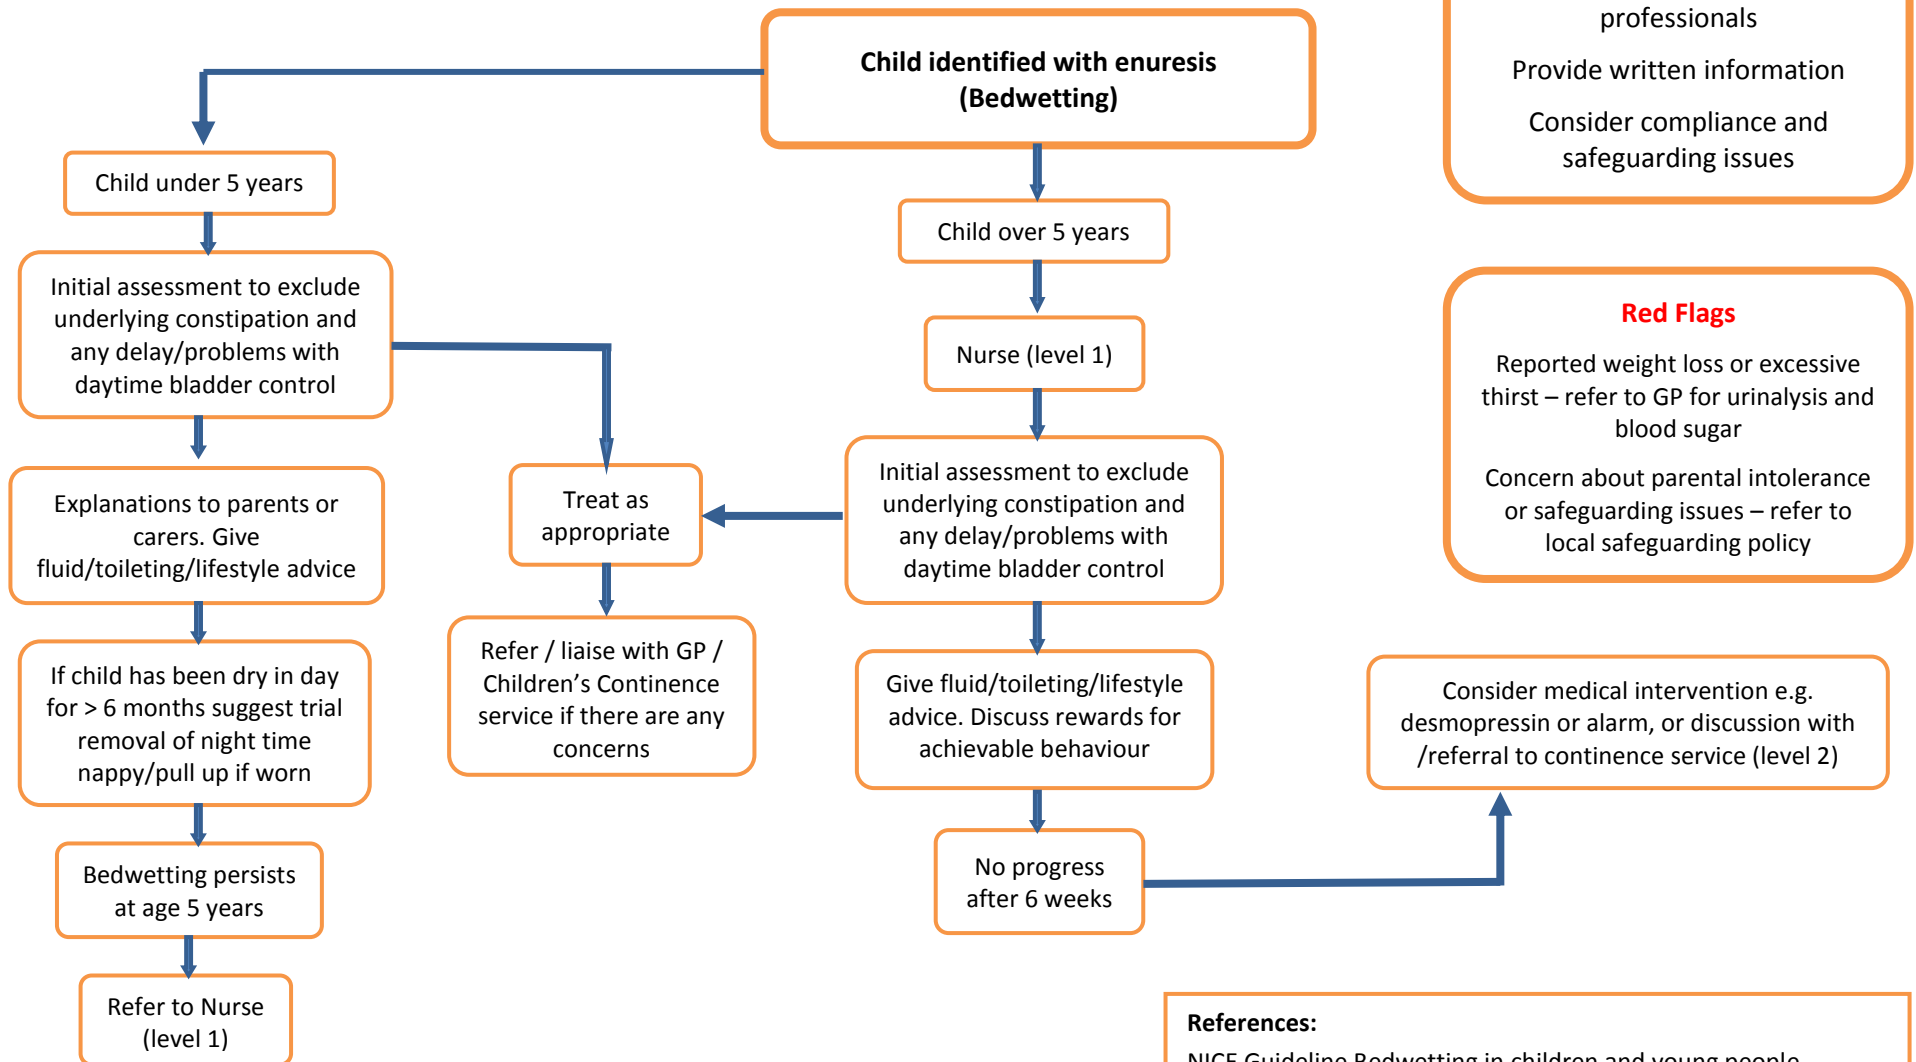 professionals
Provide written information
Consider compliance and
safeguarding issues
Child identified with enuresis
(Bedwetting)
Child under 5 years
Initial assessment to exclude
underlying constipation and
any delay/problems with
daytime bladder control
Explanations to parents or
carers. Give
fluid/toileting/lifestyle advice
If child has been dry in day
for > 6 months suggest trial
removal of night time
nappy/pull up if worn
Bedwetting persists
at age 5 years
Refer to Nurse
(level 1)
Treat as
appropriate
Refer / liaise with GP /
Children’s Continence
service if there are any
concerns
Child over 5 years
Nurse (level 1)
Initial assessment to exclude
underlying constipation and
any delay/problems with
daytime bladder control
Give fluid/toileting/lifestyle
advice. Discuss rewards for
achievable behaviour
No progress
after 6 weeks
Consider medical intervention e.g.
desmopressin or alarm, or discussion with
/referral to continence service (level 2)
Red Flags
Reported weight loss or excessive
thirst – refer to GP for urinalysis and
blood sugar
Concern about parental intolerance
or safeguarding issues – refer to
local safeguarding policy
References:
NICE Guideline Bedwetting in children and young people